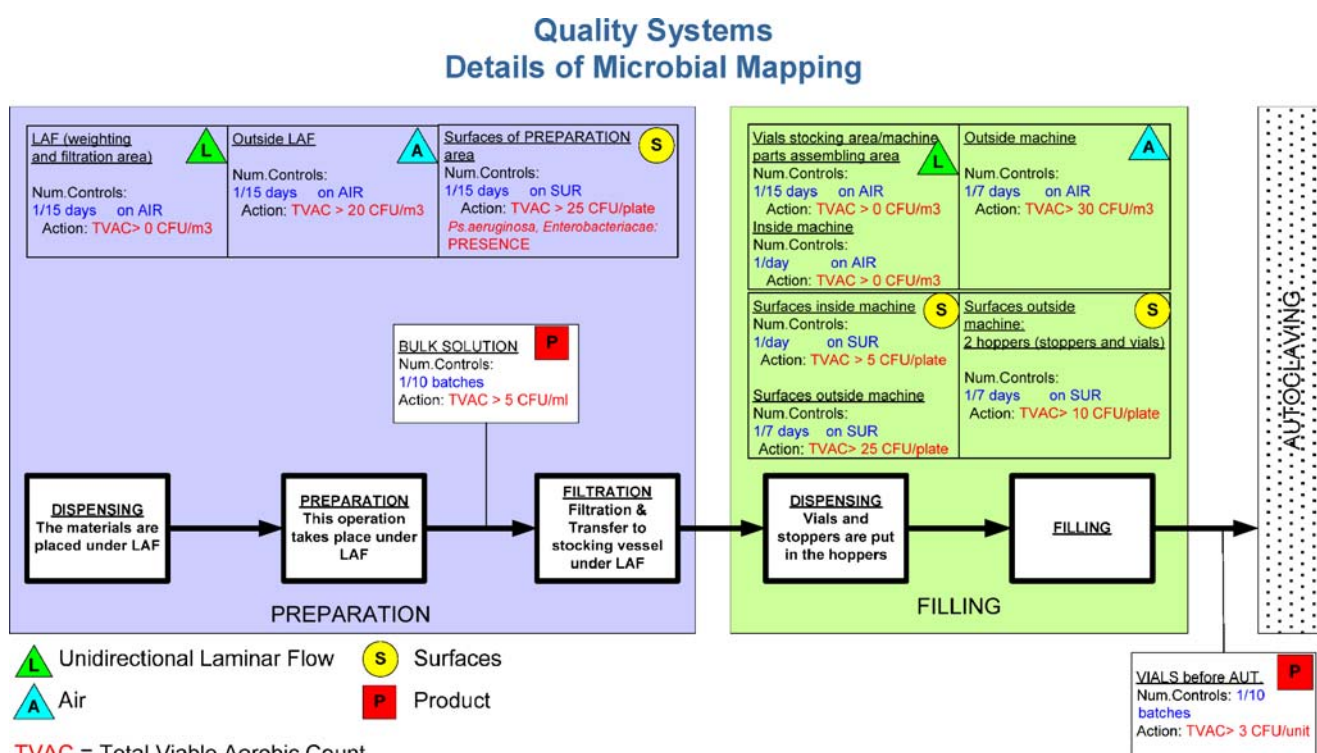 Quality Systems
Details of Microbial Mapping
LAF (weighting
and filtration area)
L
Num.Controls:
1/15 days on AIR
Action: TVAC> 0 CFU/m3
Outside LAF
A
Num.Controls:
1/15 days on AIR
Action: TVAC > 20 CFU/m3
Surfaces of PREPARATION
area
S
Num.Controls:
1/15 days on SUR
Action: TVAC > 25 CFU/plate
Ps.aeruginosa, Enterobacteriacae:
PRESENCE
Vials stocking area/machine
parts assembling area
L
Num.Controls:
1/15 days on AIR
Action: TVAC > 0 CFU/m3
Inside machine
Num.Controls:
1/day on AIR
Action: TVAC > 0 CFU/m3
Outside machine
A
Num.Controls:
1/7 days on AIR
Action: TVAC> 30 CFU/m3
Surfaces inside machine
S
Num.Controls:
1/day on SUR
Action: TVAC > 5 CFU/plate
Surfaces outside machine
Num.Controls:
1/7 days on SUR
Action: TVAC> 25 CFU/plate
Surfaces outside
machine:
2 hoppers (stoppers and vials)
S
Num.Controls:
1/7 days on SUR
Action: TVAC> 10 CFU/plate
BULK SOLUTION
P
Num.Controls:
1/10 batches
Action: TVAC > 5 CFU/ml
DISPENSING
The materials are
placed under LAF
PREPARATION
This operation
takes place under
LAF
FILTRATION
Filtration &
Transfer to
stocking vessel
under LAF
DISPENSING
Vials and
stoppers are put
in the hoppers
FILLING
AUTOCLAVING
PREPARATION
FILLING
L Unidirectional Laminar Flow
S Surfaces
A Air
P Product
VIALS before AUT.
P
Num.Controls: 1/10
batches
Action: TVAC> 3 CFU/unit
TVAC = Total Viable Aerobic Count